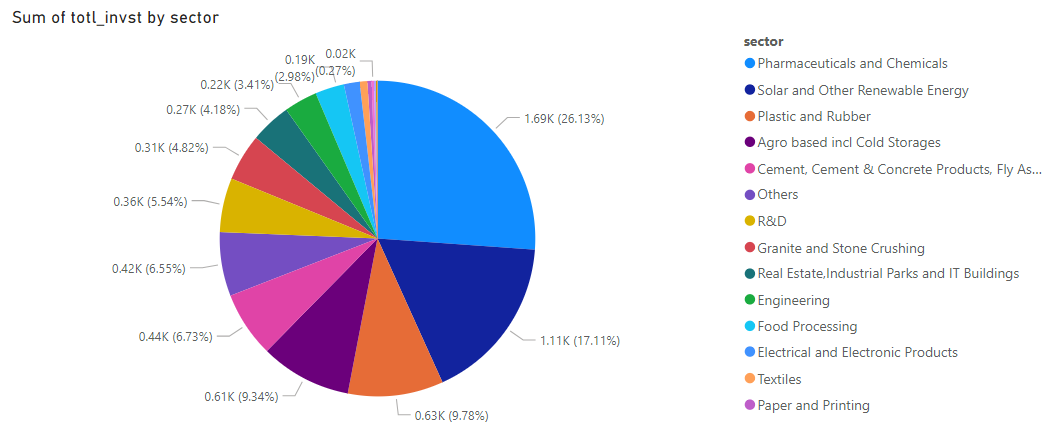 Sum of totl_invst by sector
0.02K
(0.27%)
0.19K
(2.98%)
0.22K (3.41%)
0.27K (4.18%)
0.31K (4.82%)
0.36K (5.54%)
0.42K (6.55%)
0.44K (6.73%)
0.61K (9.34%)
0.63K (9.78%)
1.11K (17.11%)
1.69K (26.13%)
sector
Pharmaceuticals and Chemicals
Solar and Other Renewable Energy
Plastic and Rubber
Agro based incl Cold Storages
Cement, Cement & Concrete Products, Fly As...
Others
R&D
Granite and Stone Crushing
Real Estate,Industrial Parks and IT Buildings
Engineering
Food Processing
Electrical and Electronic Products
Textiles
Paper and Printing